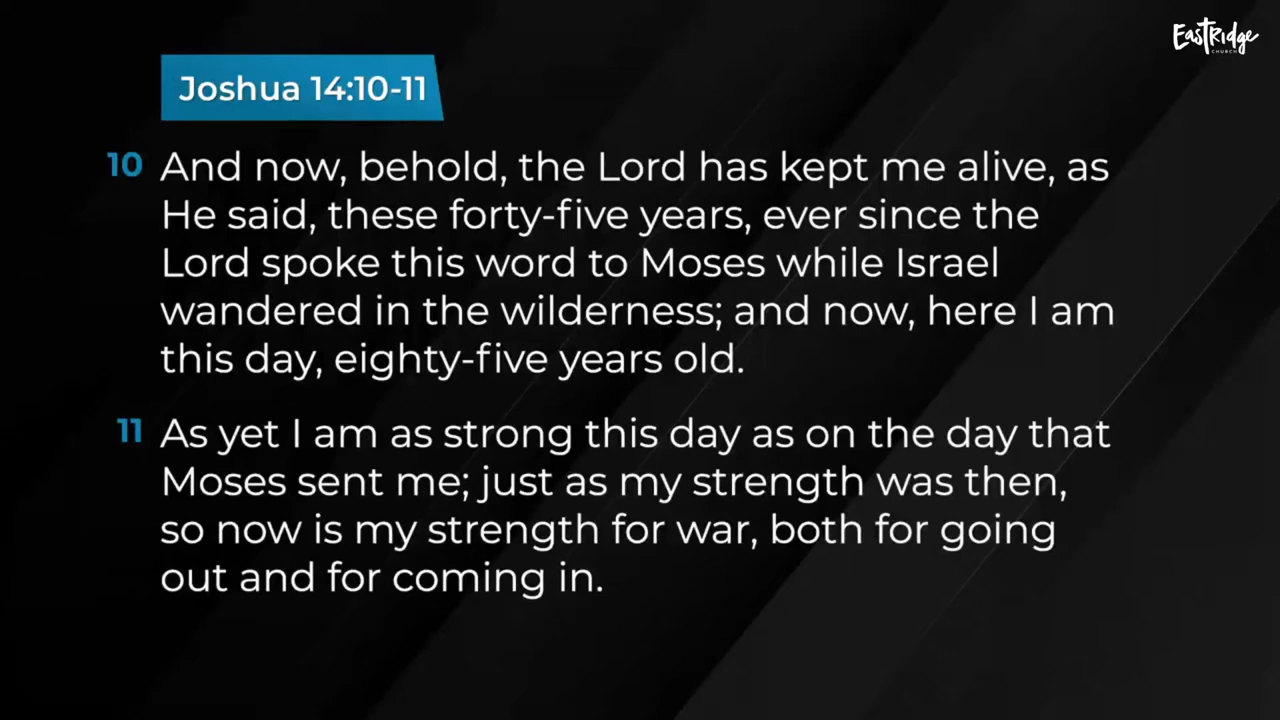 EastRidge
CHURCH
Joshua 14:10-11
10 And now, behold, the Lord has kept me alive, as
He said, these forty-five years, ever since the
Lord spoke this word to Moses while Israel
wandered in the wilderness; and now, here I am
this day, eighty-five years old.
11 As yet I am as strong this day as on the day that
Moses sent me; just as my strength was then,
so now is my strength for war, both for going
out and for coming in.